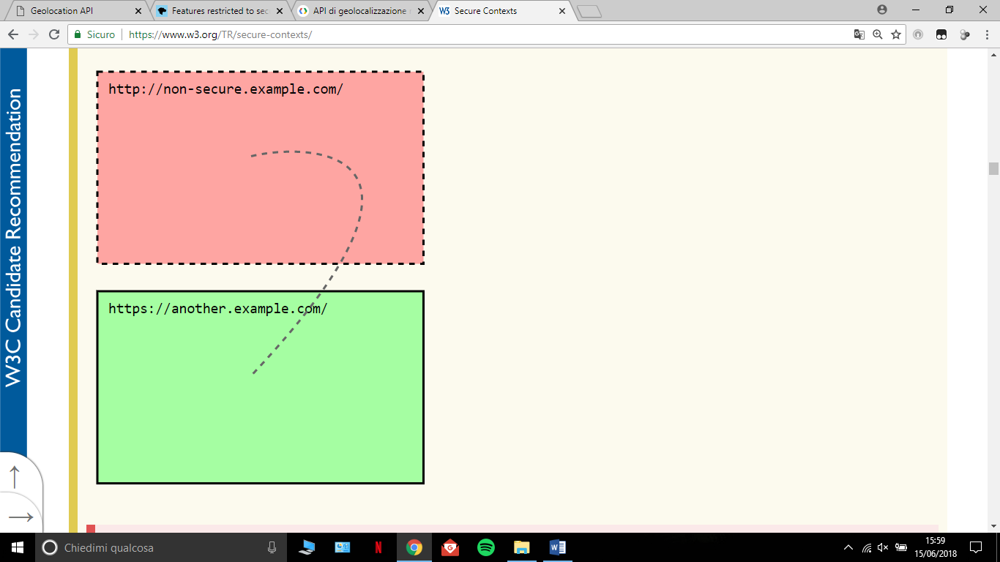 Geolocation API
Features restricted to sec
API di geolocalizzazione
W3 Secure Contexts
Sicuro
https://www.w3.org/TR/secure-contexts/
W3C Candidate Recommendation
http://non-secure.example.com/
https://another.example.com/
Chiedimi qualcosa
15:59
15/06/2018